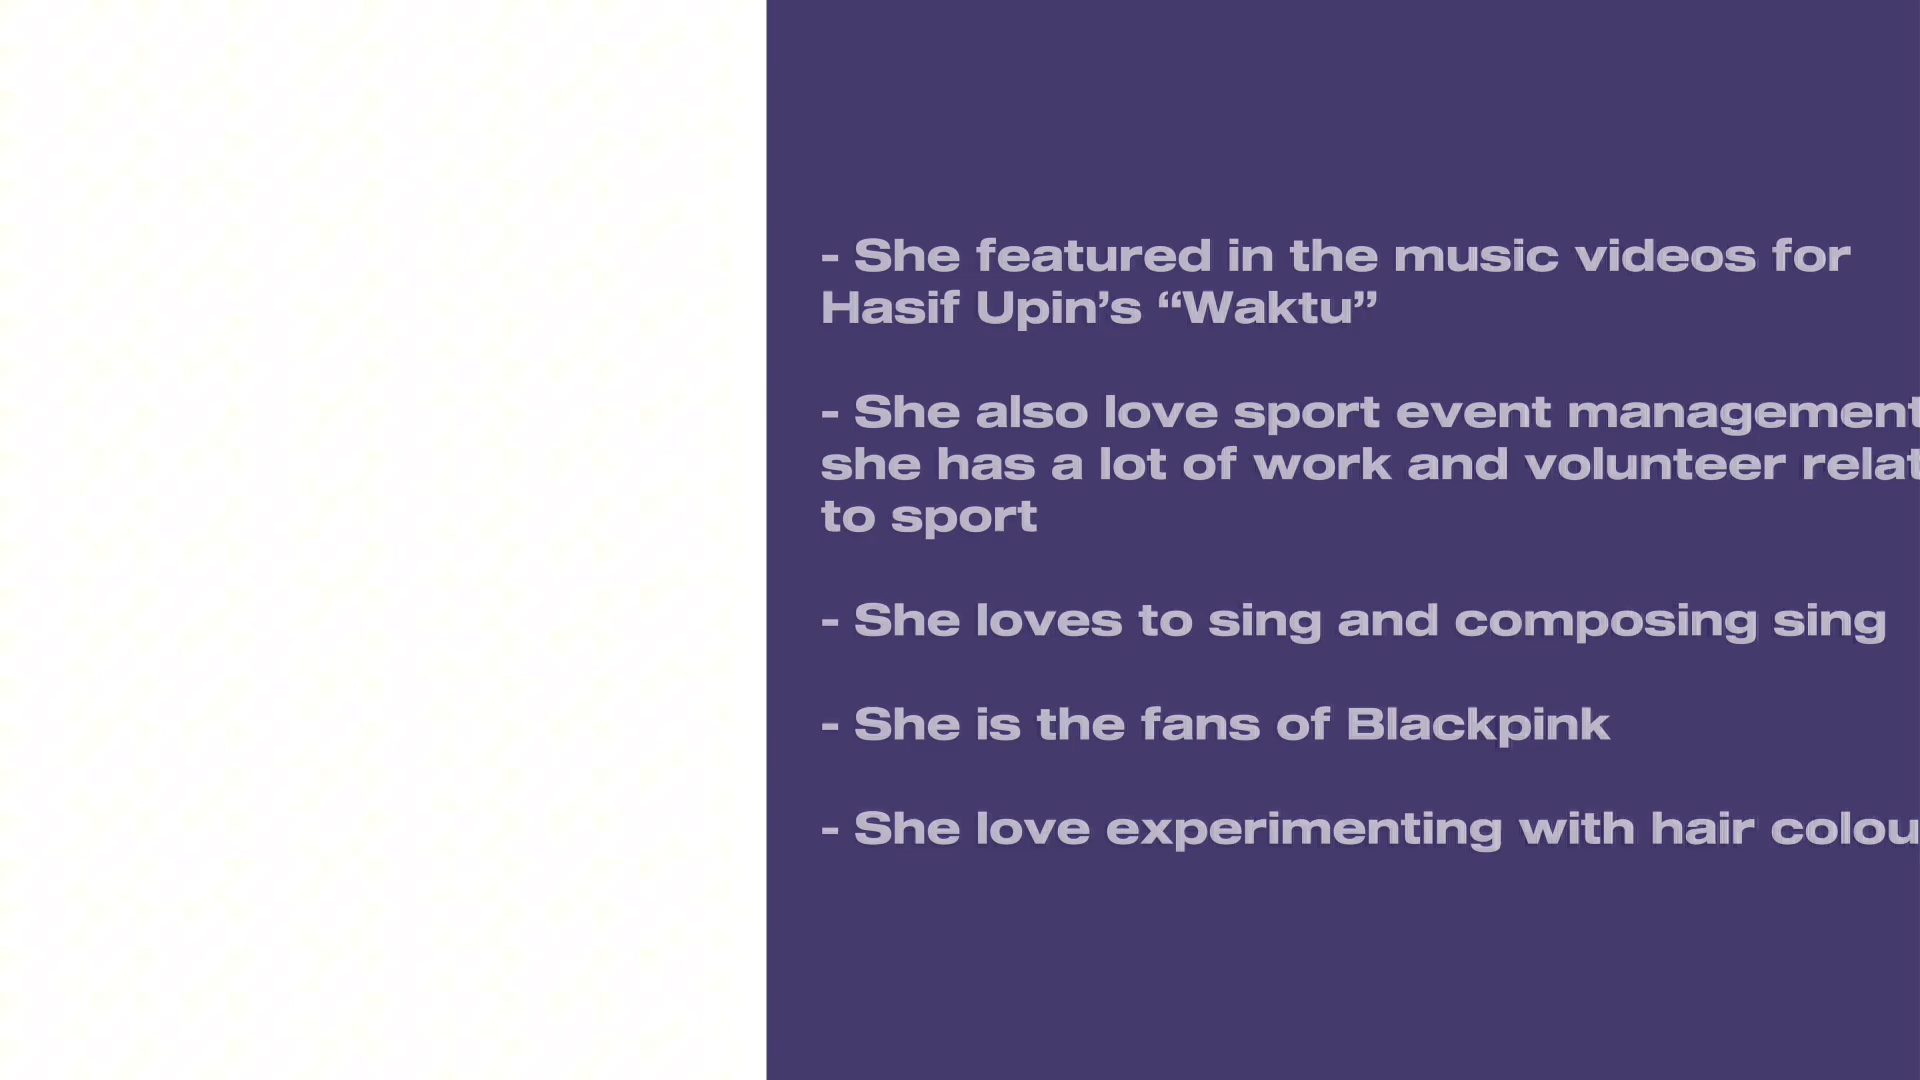 - She featured in the music videos for
Hasif Upin’s “Waktu”
- She also love sport event management
she has a lot of work and volunteer relat
to sport
- She loves to sing and composing sing
- She is the fans of Blackpink
- She love experimenting with hair colou